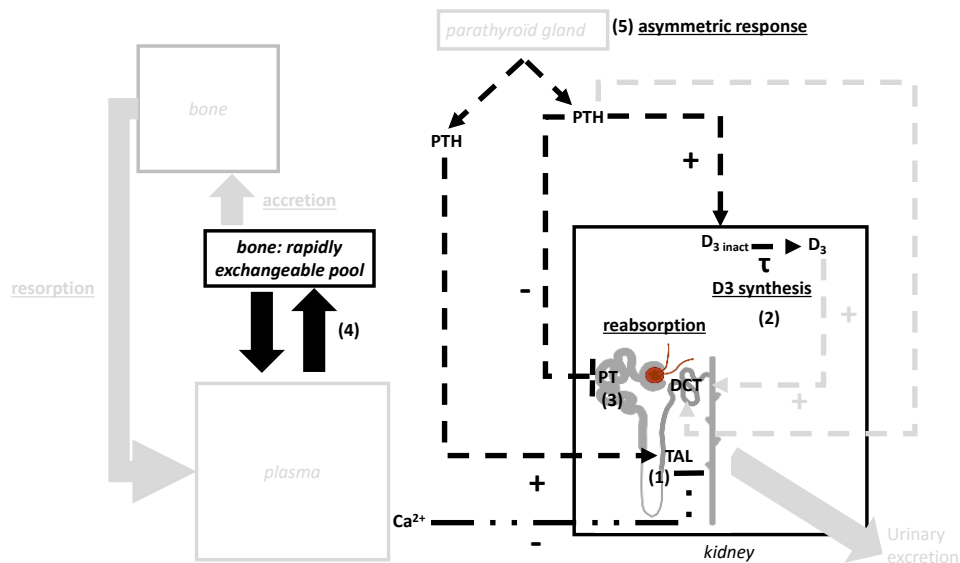 parathyroïd gland
(5) asymmetric response
bone
PTH
PTH
+
accretion
bone: rapidly
exchangeable pool
resorption
(4)
-
D3 inact
D3
τ
D3 synthesis
(2)
+
reabsorption
PT
(3)
DCT
+
TAL
(1)
plasma
+
Ca²⁺
-
kidney
Urinary
excretion